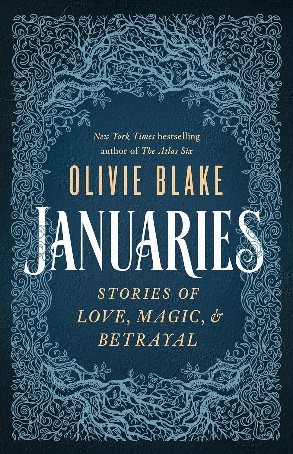 New York Times bestselling
author of The Atlas Six
OLIVIE BLAKE
JANUARIES
STORIES OF
LOVE, MAGIC, &
BETRAYAL